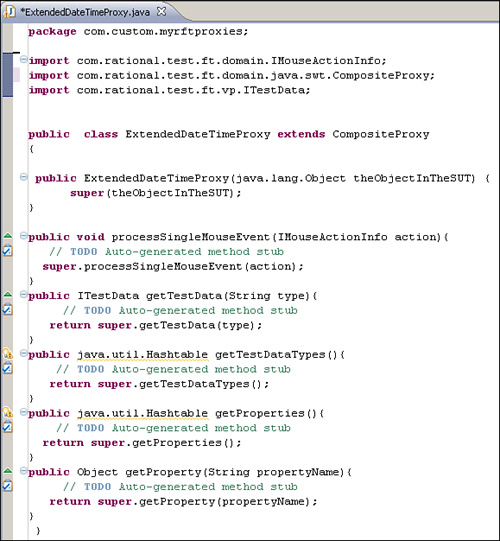 *ExtendedDateTimeProxy.java
package com.custom.myrftproxies;
import com.rational.test.ft.domain.IMouseActionInfo;
import com.rational.test.ft.domain.java.swt.CompositeProxy;
import com.rational.test.ft.vp.ITestData;
public class ExtendedDateTimeProxy extends CompositeProxy
{
public ExtendedDateTimeProxy(java.lang.Object theObjectInTheSUT) {
super(theObjectInTheSUT);
}
public void processSingleMouseEvent(IMouseActionInfo action){
// TODO Auto-generated method stub
super.processSingleMouseEvent(action);
}
public ITestData getTestData(String type){
// TODO Auto-generated method stub
return super.getTestData(type);
}
public java.util.Hashtable getTestDataTypes(){
// TODO Auto-generated method stub
return super.getTestDataTypes();
}
public java.util.Hashtable getProperties(){
// TODO Auto-generated method stub
return super.getProperties();
}
public Object getProperty(String propertyName){
// TODO Auto-generated method stub
return super.getProperty(propertyName);
}
}